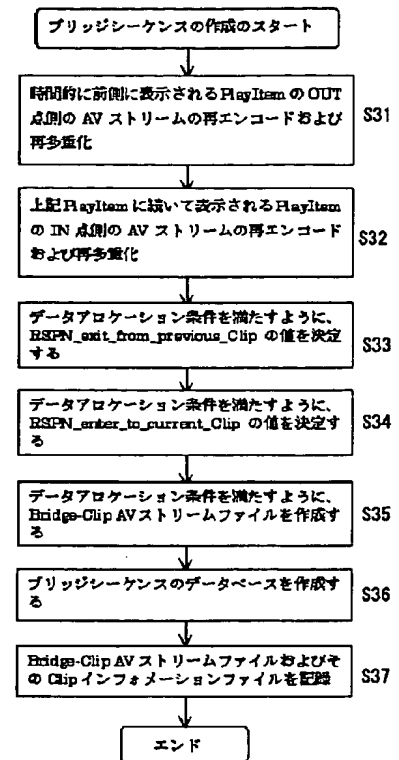 ブリッジシーケンスの作成のスタート
時間的に前側に表示されるPlayItemのOUT
点側のAVストリームの再エンコードおよび
再多重化
S31
上記PlayItemに続いて表示されるPlayItem
のIN点側のAVストリームの再エンコード
および再多重化
S32
データアロケーション条件を満たすように、
RSPN_exit_from_previous_Clipの値を決定
する
S33
データアロケーション条件を満たすように、
RSPN_enter_to_current_Clipの値を決定す
る
S34
データアロケーション条件を満たすように、
Bridge-Clip AVストリームファイルを作成す
る
S35
ブリッジシーケンスのデータベースを作成す
る
S36
Bridge-Clip AVストリームファイルおよびそ
のClipインフォメーションファイルを記録
S37
エンド